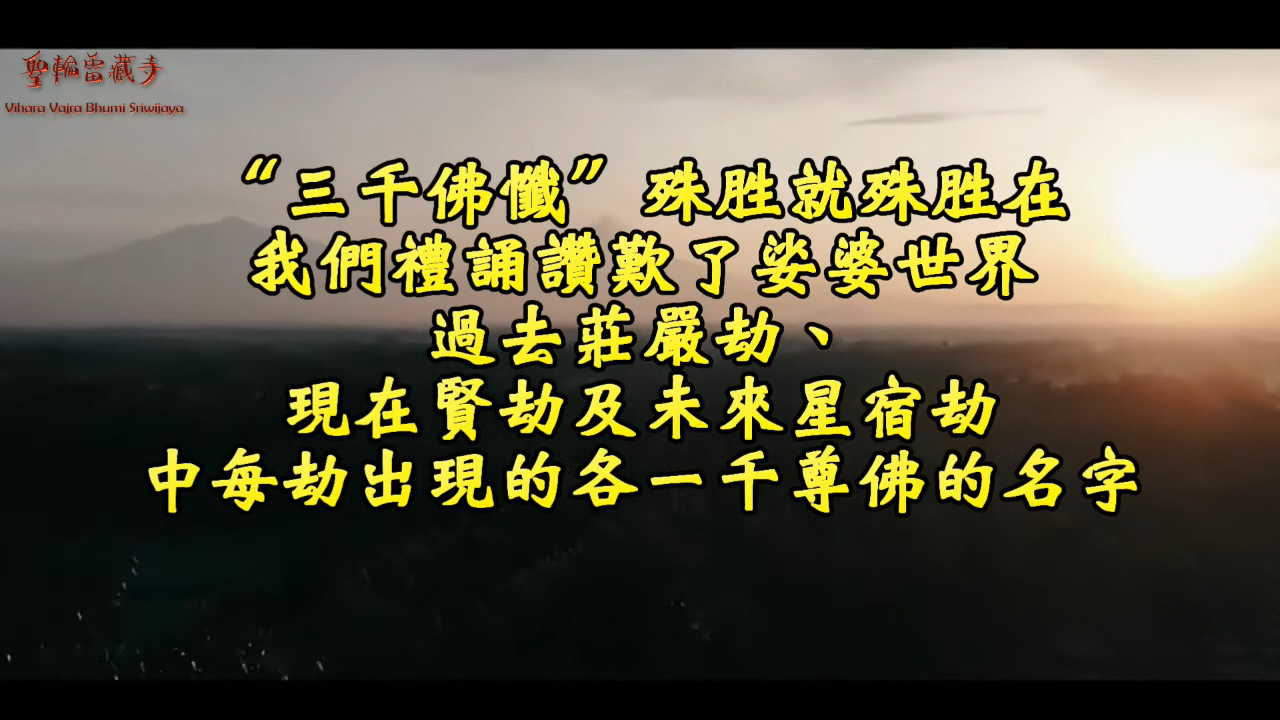 聖輪雷藏寺
Vihara Vajra Bhumi Sriwijaya
“三千佛懺”殊胜就殊胜在
我們禮誦讚歎了娑婆世界
過去莊嚴劫、
現在賢劫及未來星宿劫
中每劫出現的各一千尊佛的名字